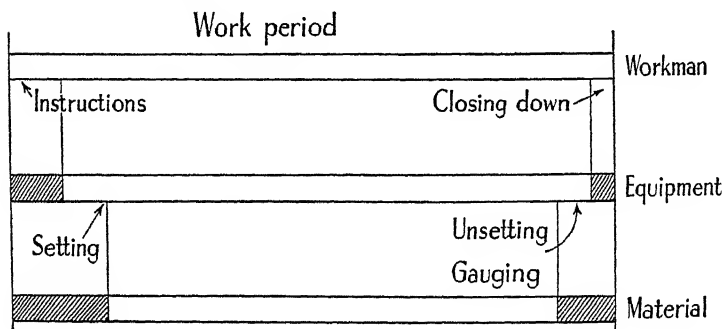 Work period
Workman
Instructions
Closing down
Equipment
Setting
Unsetting
Gauging
Material